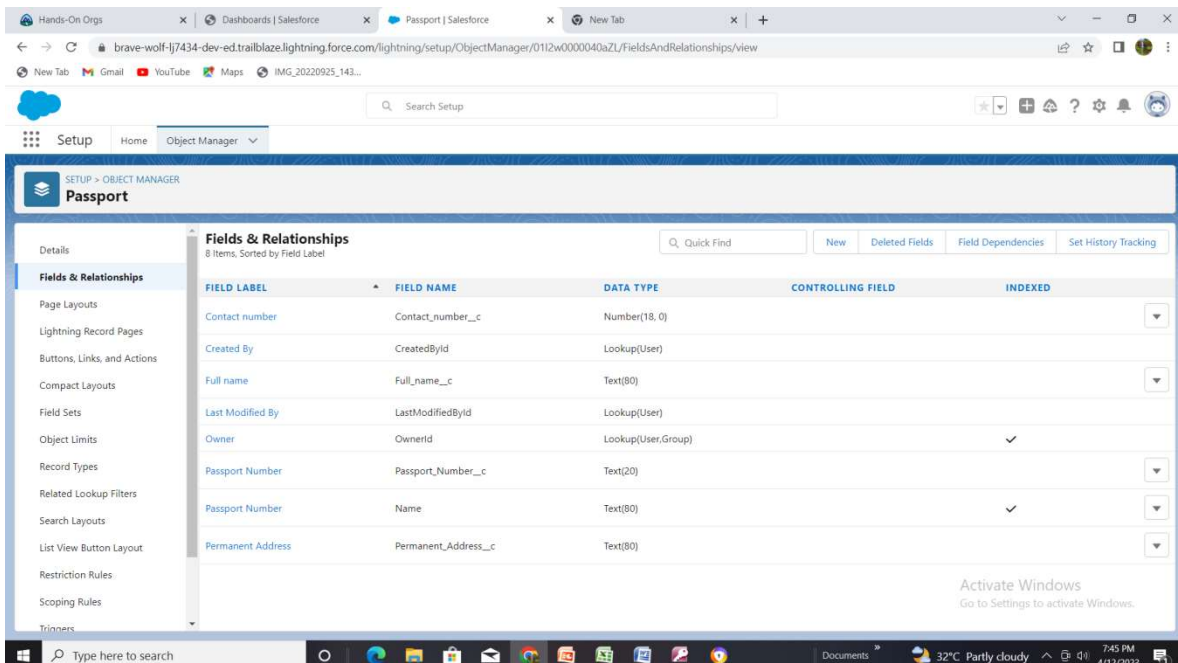 Hands-On Orgs × Dashboards | Salesforce × Passport | Salesforce × New Tab × +
brave-wolf-lj7434-dev-ed.trailblaze.lightning.force.com/lightning/setup/ObjectManager/01I2w0000040aZL/FieldsAndRelationships/view
New Tab Gmail YouTube Maps IMG_20220925_143...
Search Setup
Setup Home Object Manager
SETUP > OBJECT MANAGER
Passport
Details
Fields & Relationships
Page Layouts
Lightning Record Pages
Buttons, Links, and Actions
Compact Layouts
Field Sets
Object Limits
Record Types
Related Lookup Filters
Search Layouts
List View Button Layout
Restriction Rules
Scoping Rules
Triggers
Fields & Relationships
8 Items, Sorted by Field Label
Quick Find New Deleted Fields Field Dependencies Set History Tracking
FIELD LABEL FIELD NAME DATA TYPE CONTROLLING FIELD INDEXED
Contact number Contact_number__c Number(18, 0)
Created By CreatedById Lookup(User)
Full name Full_name__c Text(80)
Last Modified By LastModifiedById Lookup(User)
Owner OwnerId Lookup(User,Group)
Passport Number Passport_Number__c Text(20)
Passport Number Name Text(80)
Permanent Address Permanent_Address__c Text(80)
Activate Windows
Go to Settings to activate Windows.
Type here to search Documents » 32°C Partly cloudy 7:45 PM
4/12/2023